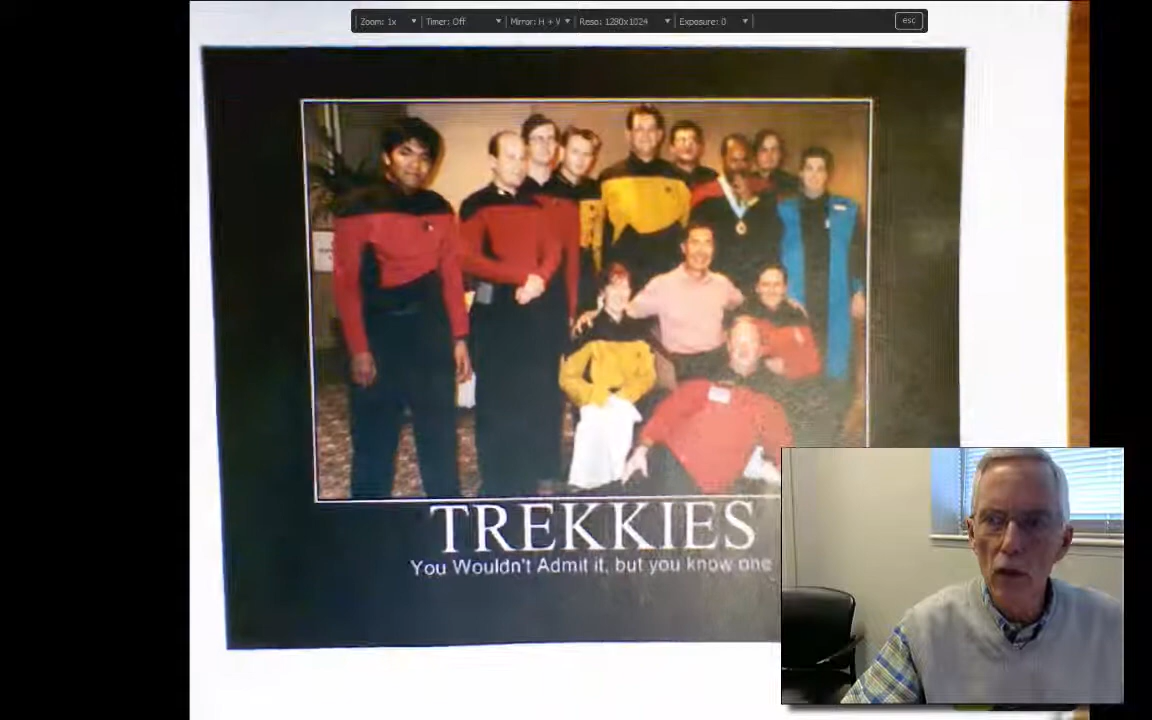 Zoom: 1x Timer: Off Mirror: H + V Reso: 1280x1024 Exposure: 0 esc
TREKKIES
You Wouldn't Admit it, but you know one